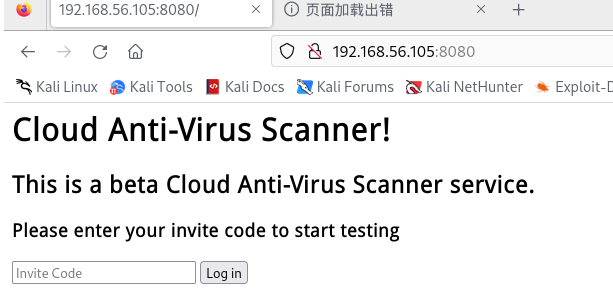 192.168.56.105:8080/
页面加载出错
192.168.56.105:8080
Kali Linux Kali Tools Kali Docs Kali Forums Kali NetHunter Exploit-D
Cloud Anti-Virus Scanner!
This is a beta Cloud Anti-Virus Scanner service.
Please enter your invite code to start testing
Invite Code Log in